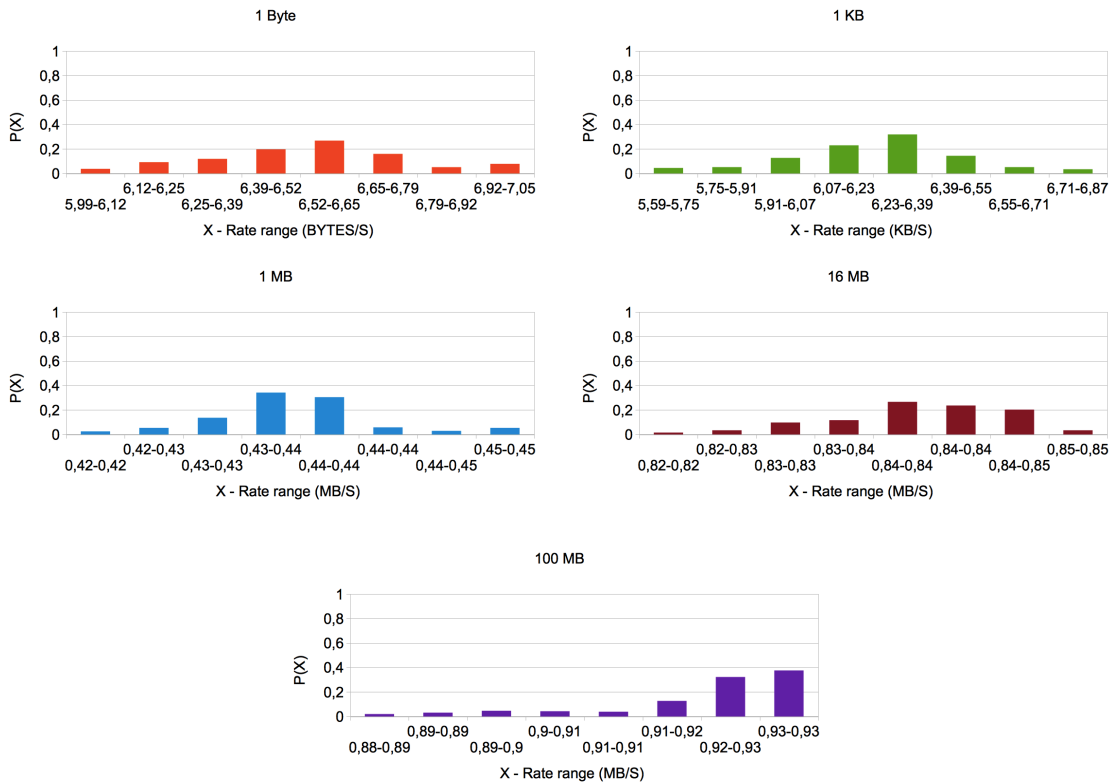 1 Byte
1
0,8
0,6
0,4
0,2
0
P(X)
6,12-6,25 6,39-6,52 6,65-6,79 6,92-7,05
5,99-6,12 6,25-6,39 6,52-6,65 6,79-6,92
X - Rate range (BYTES/S)
1 KB
1
0,8
0,6
0,4
0,2
0
P(X)
5,75-5,91 6,07-6,23 6,39-6,55 6,71-6,87
5,59-5,75 5,91-6,07 6,23-6,39 6,55-6,71
X - Rate range (KB/S)
1 MB
1
0,8
0,6
0,4
0,2
0
P(X)
0,42-0,43 0,43-0,44 0,44-0,44 0,45-0,45
0,42-0,42 0,43-0,43 0,44-0,44 0,44-0,45
X - Rate range (MB/S)
16 MB
1
0,8
0,6
0,4
0,2
0
P(X)
0,82-0,83 0,83-0,84 0,84-0,84 0,85-0,85
0,82-0,82 0,83-0,83 0,84-0,84 0,84-0,85
X - Rate range (MB/S)
100 MB
1
0,8
0,6
0,4
0,2
0
P(X)
0,89-0,89 0,9-0,91 0,91-0,92 0,93-0,93
0,88-0,89 0,89-0,9 0,91-0,91 0,92-0,93
X - Rate range (MB/S)